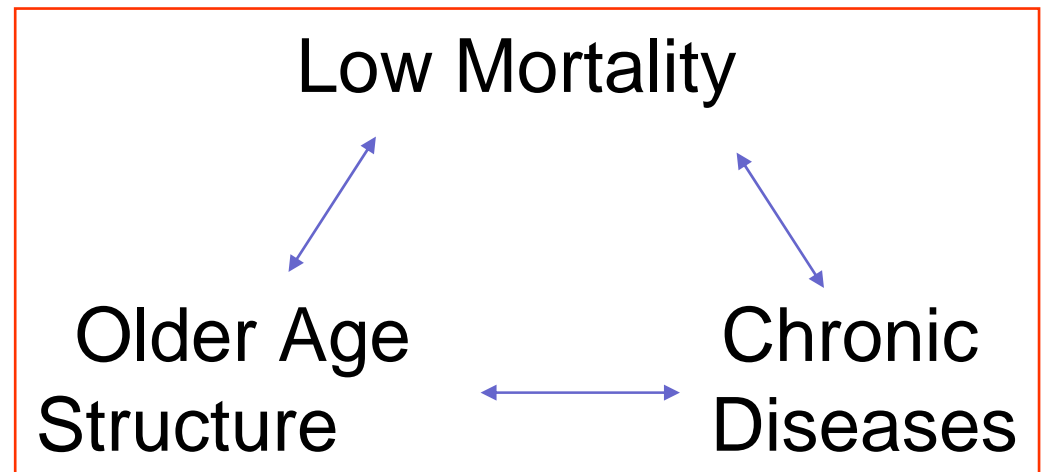 Low Mortality
Older Age
Structure
Chronic
Diseases